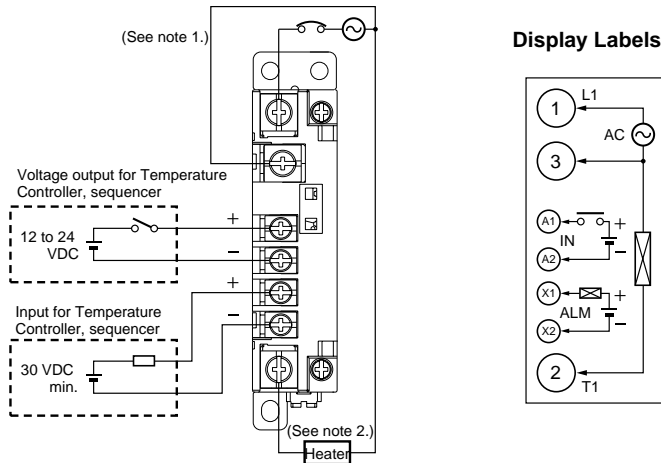 (See note 1.)
Voltage output for Temperature
Controller, sequencer
12 to 24
VDC
+
−
+
−
Input for Temperature
Controller, sequencer
30 VDC
min.
(See note 2.)
Heater
Display Labels
1
L1
AC
3
A1
+
IN
A2
−
X1
+
ALM
X2
−
2
T1